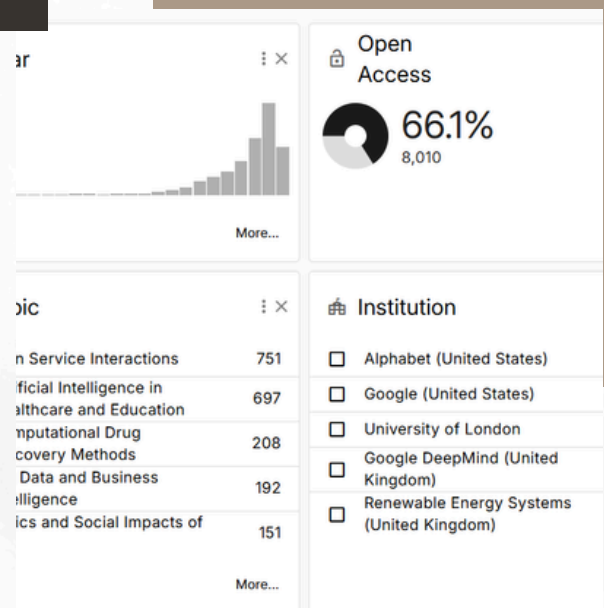 ar
Open
Access
66.1%
8,010
More...
pic
n Service Interactions 751
ificial Intelligence in
althcare and Education 697
mputational Drug
covery Methods 208
Data and Business
elligence 192
ics and Social Impacts of 151
More...
Institution
Alphabet (United States)
Google (United States)
University of London
Google DeepMind (United
Kingdom)
Renewable Energy Systems
(United Kingdom)